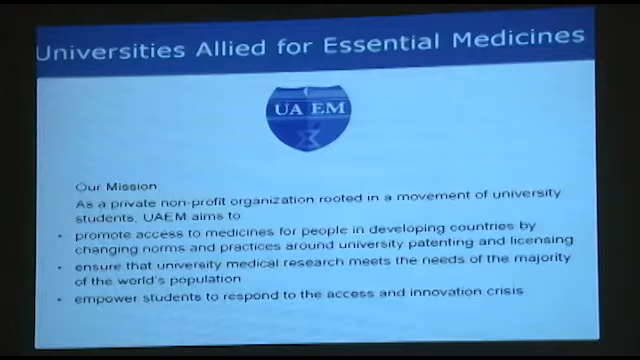 Universities Allied for Essential Medicines
UA EM
Our Mission
As a private non-profit organization rooted in a movement of university
students, UAEM aims to
• promote access to medicines for people in developing countries by
changing norms and practices around university patenting and licensing
• ensure that university medical research meets the needs of the majority
of the world's population
• empower students to respond to the access and innovation crisis